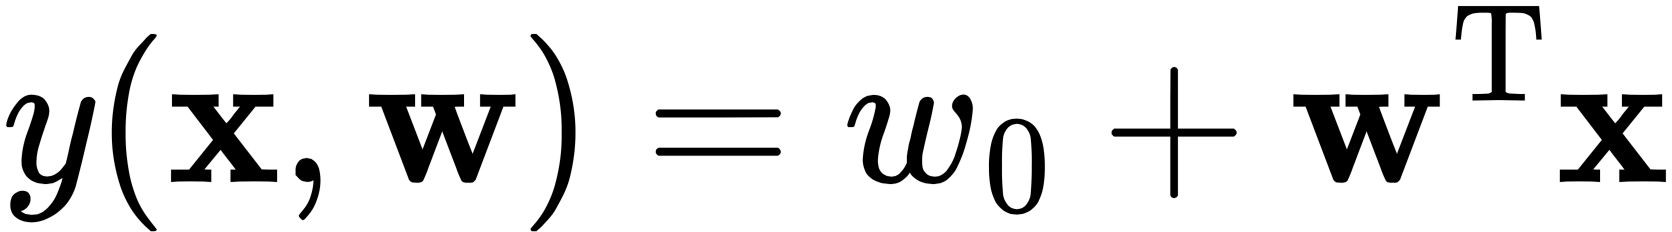 y(𝐱, 𝐰) = w₀ + 𝐰ᵀ𝐱